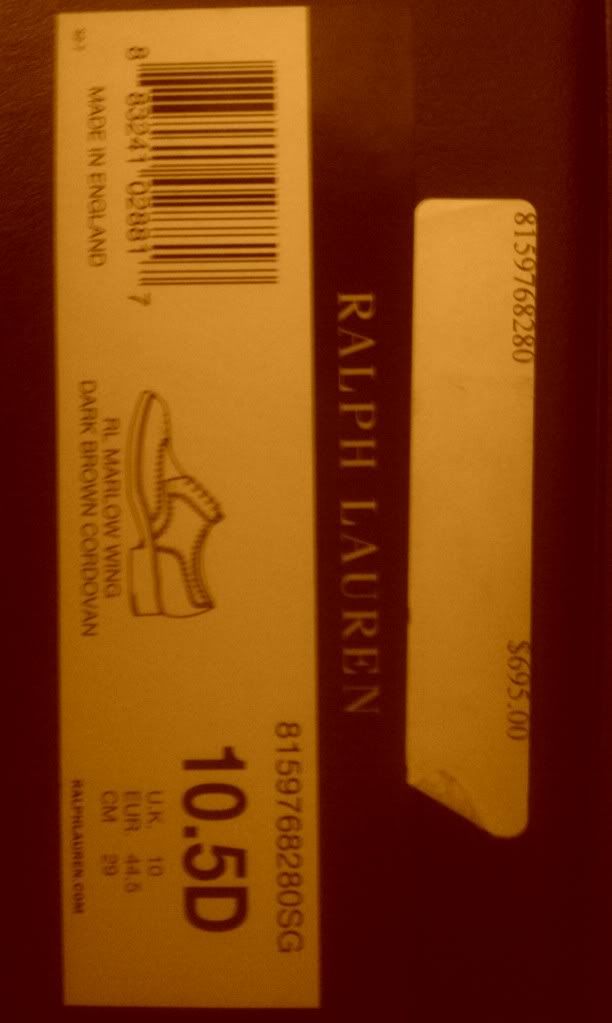 8159768280
$695.00
RALPH LAUREN
8159768280SG
10.5D
U.K. 10
EUR 44.5
CM 29
RALPHLAUREN.COM
RL MARLOW WING
DARK BROWN CORDOVAN
8 83241 02881 7
MADE IN ENGLAND